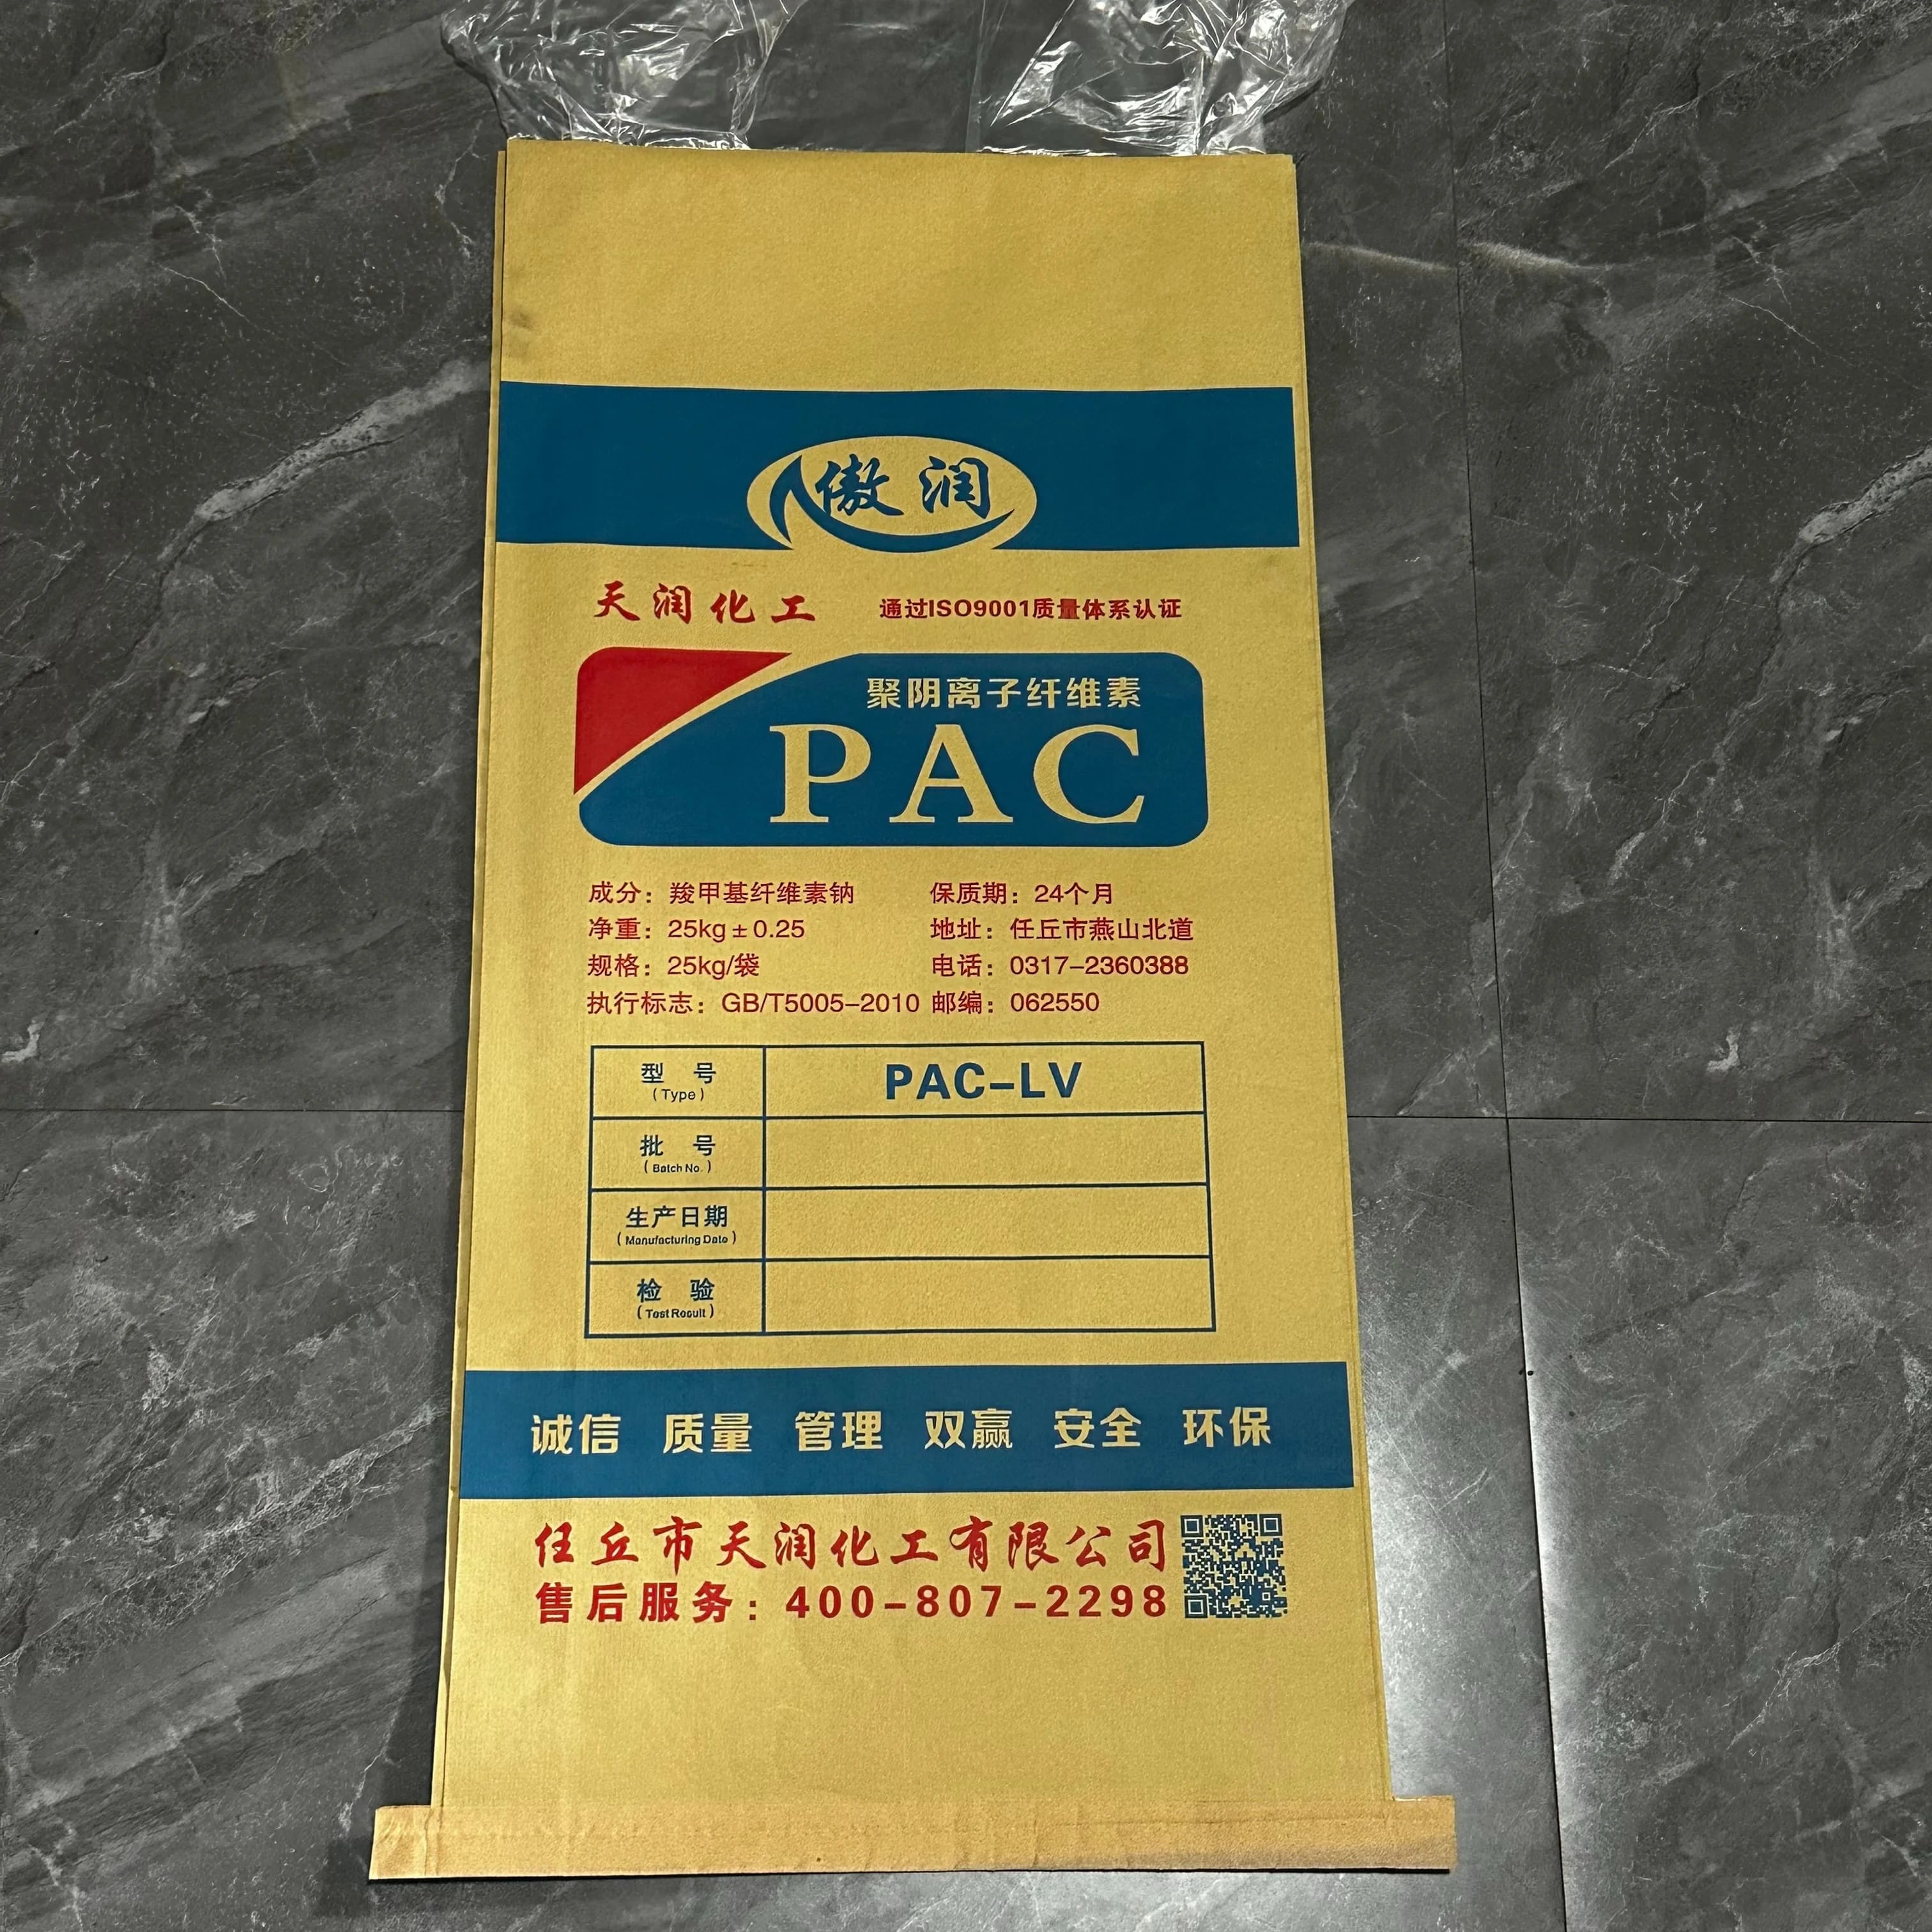 傲润
天润化工 通过ISO9001质量体系认证
聚阴离子纤维素
PAC
成分：羧甲基纤维素钠 保质期：24个月
净重：25kg±0.25 地址：任丘市燕山北道
规格：25kg/袋 电话：0317-2360388
执行标志：GB/T5005-2010 邮编：062550
型 号 PAC-LV
(Type)
批 号
(Batch No.)
生产日期
(Manufacturing Date)
检 验
(Test Result)
诚信 质量 管理 双赢 安全 环保
任丘市天润化工有限公司
售后服务：400-807-2298